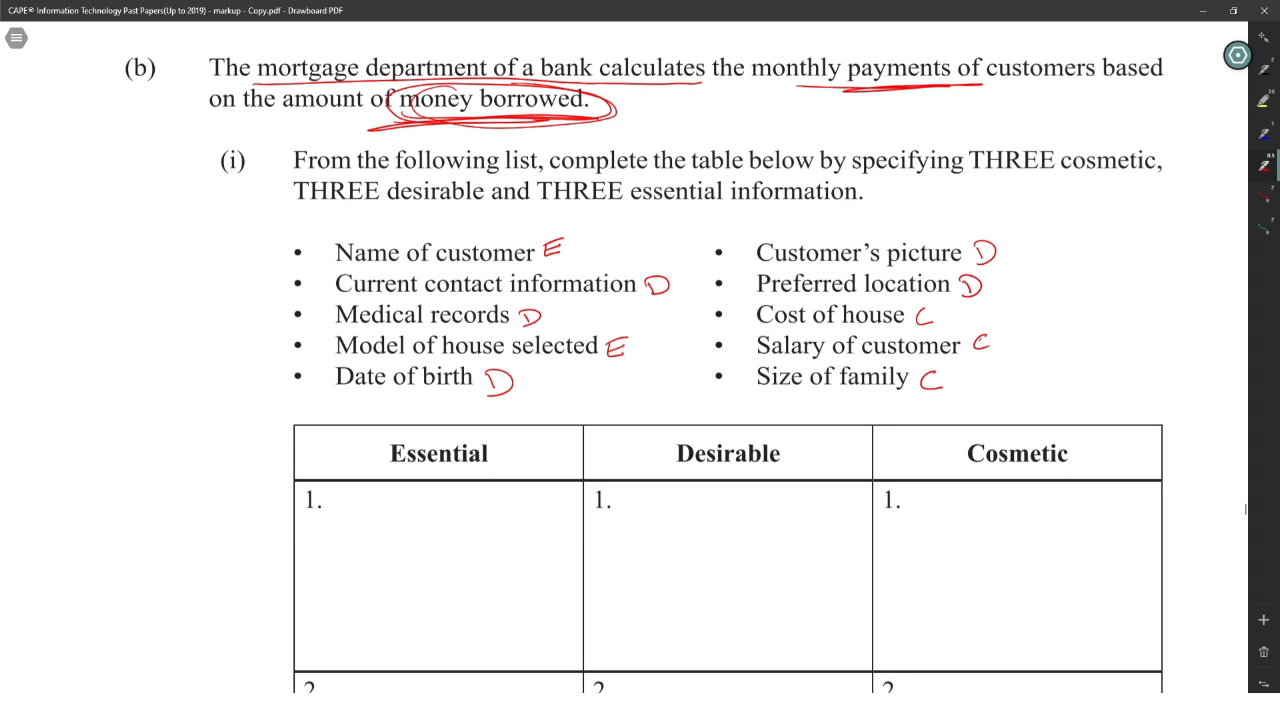 CAPE® Information Technology Past Papers(Up to 2019) - markup - Copy.pdf - Drawboard PDF
(b) The mortgage department of a bank calculates the monthly payments of customers based
on the amount of money borrowed.
(i) From the following list, complete the table below by specifying THREE cosmetic,
THREE desirable and THREE essential information.
• Name of customer E
• Current contact information D
• Medical records D
• Model of house selected E
• Date of birth D
• Customer's picture D
• Preferred location D
• Cost of house C
• Salary of customer C
• Size of family C
Essential Desirable Cosmetic
1. 1. 1.
2 2 2